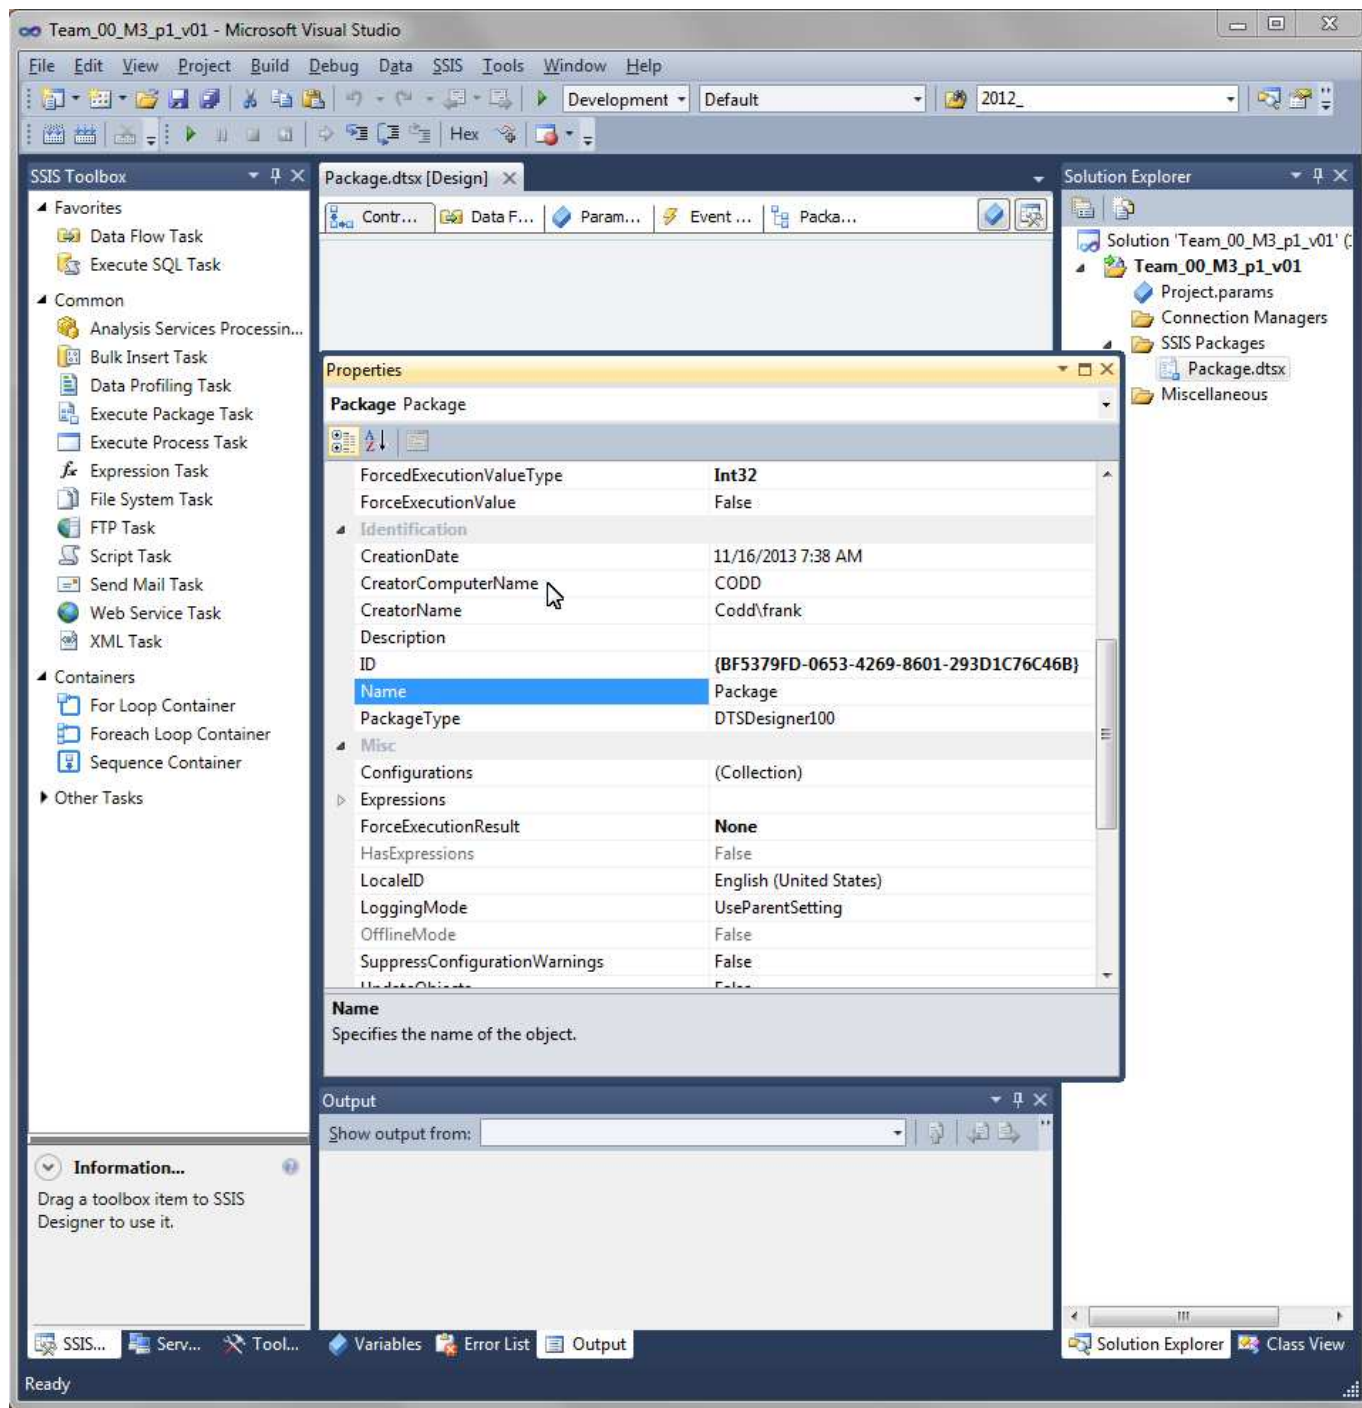 Team_00_M3_p1_v01 - Microsoft Visual Studio
File Edit View Project Build Debug Data SSIS Tools Window Help
Development Default 2012_
Hex
SSIS Toolbox
Favorites
Data Flow Task
Execute SQL Task
Common
Analysis Services Processin...
Bulk Insert Task
Data Profiling Task
Execute Package Task
Execute Process Task
Expression Task
File System Task
FTP Task
Script Task
Send Mail Task
Web Service Task
XML Task
Containers
For Loop Container
Foreach Loop Container
Sequence Container
Other Tasks
Information...
Drag a toolbox item to SSIS
Designer to use it.
SSIS... Serv... Tool...
Package.dtsx [Design]
Contr... Data F... Param... Event ... Packa...
Properties
Package Package
ForcedExecutionValueType Int32
ForceExecutionValue False
Identification
CreationDate 11/16/2013 7:38 AM
CreatorComputerName CODD
CreatorName Codd\frank
Description
ID {BF5379FD-0653-4269-8601-293D1C76C46B}
Name Package
PackageType DTSDesigner100
Misc
Configurations (Collection)
Expressions
ForceExecutionResult None
HasExpressions False
LocaleID English (United States)
LoggingMode UseParentSetting
OfflineMode False
SuppressConfigurationWarnings False
UpdateObjects False
Name
Specifies the name of the object.
Output
Show output from:
Variables Error List Output
Solution Explorer
Solution 'Team_00_M3_p1_v01' (
Team_00_M3_p1_v01
Project.params
Connection Managers
SSIS Packages
Package.dtsx
Miscellaneous
Solution Explorer Class View
Ready